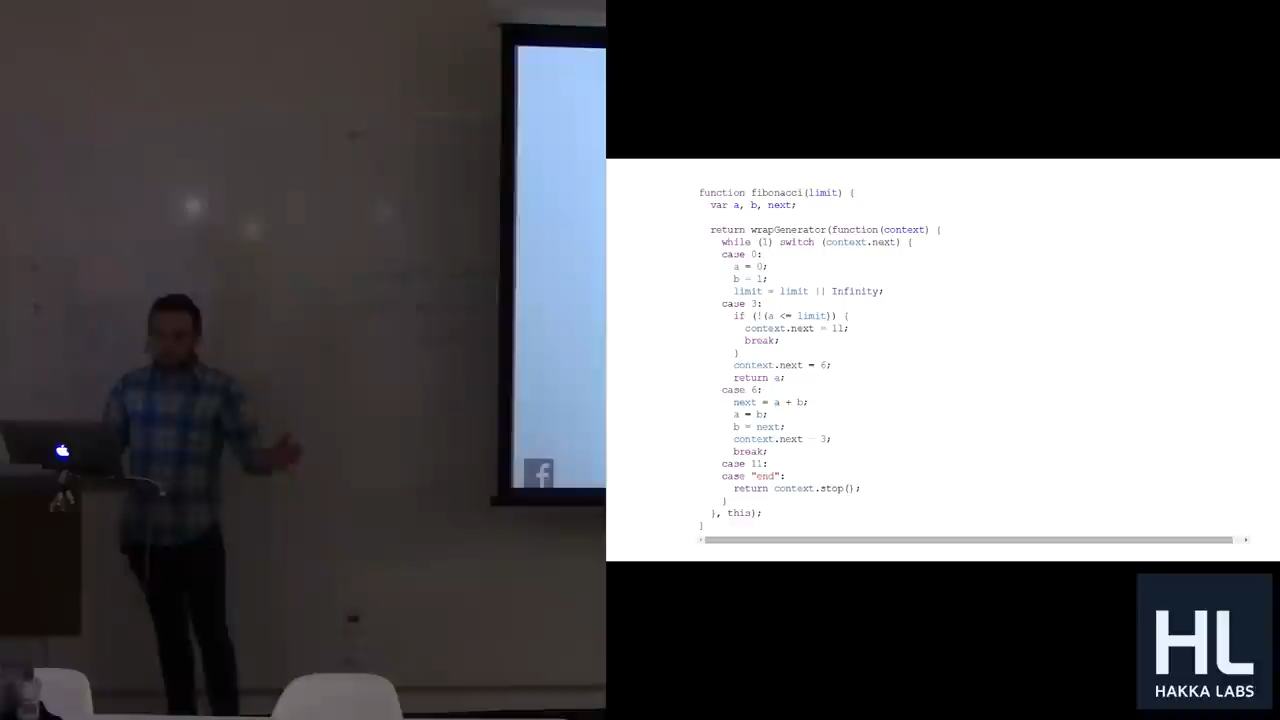 function fibonacci(limit) {
var a, b, next;
return wrapGenerator(function(context) {
while (1) switch (context.next) {
case 0:
a = 0;
b = 1;
limit = limit || Infinity;
case 3:
if (!(a <= limit)) {
context.next = 11;
break;
}
context.next = 6;
return a;
case 6:
next = a + b;
a = b;
b = next;
context.next = 3;
break;
case 11:
case "end":
return context.stop();
}
}, this);
}
f
HL
HAKKA LABS